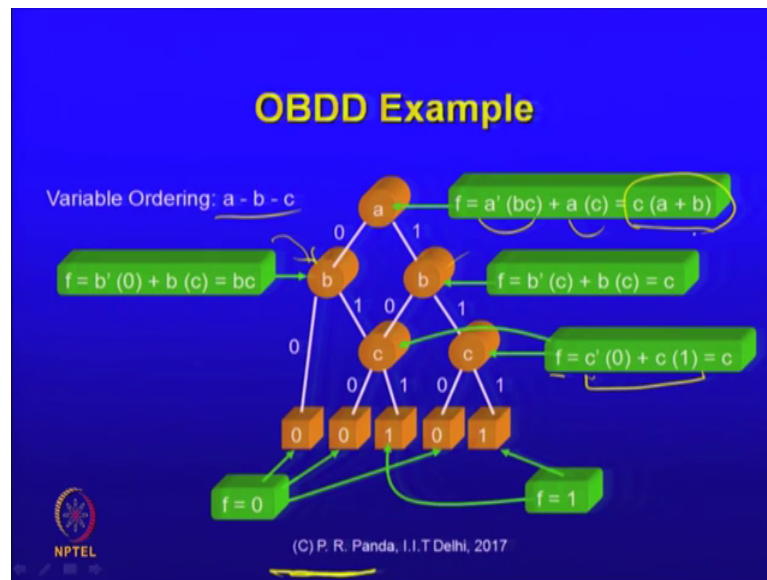 OBDD Example
Variable Ordering: a - b - c
a
f = a' (bc) + a (c) = c (a + b)
0
1
f = b' (0) + b (c) = bc
b
b
f = b' (c) + b (c) = c
1
0
1
0
c
c
f = c' (0) + c (1) = c
0
1
0
1
0
0
1
0
1
f = 0
f = 1
NPTEL
(C) P. R. Panda, I.I.T Delhi, 2017